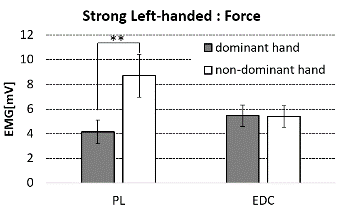 Strong Left-handed : Force
12
10
8
6
4
2
0
EMG[mV]
**
dominant hand
non-dominant hand
PL
EDC